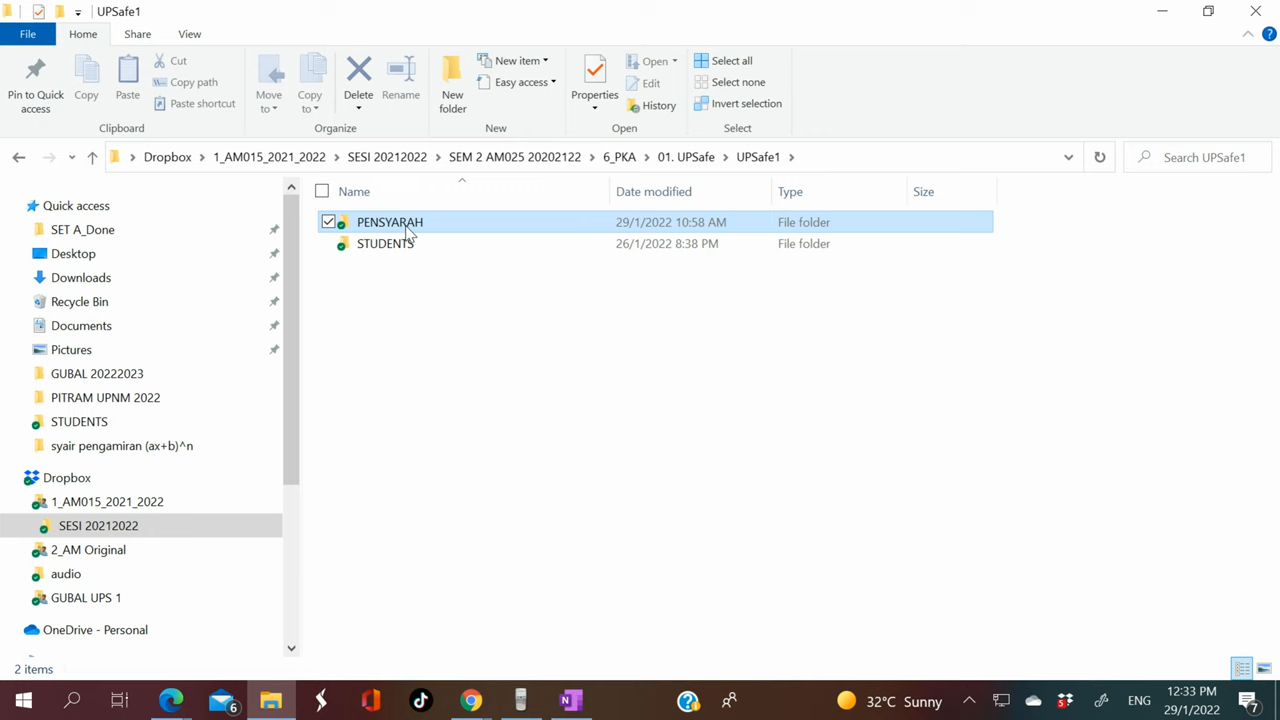 UPSafe1
File Home Share View
Pin to Quick access
Copy
Paste
Cut
Copy path
Paste shortcut
Clipboard
Move to
Copy to
Delete
Rename
Organize
New folder
New item
Easy access
New
Properties
Open
Edit
History
Open
Select all
Select none
Invert selection
Select
Dropbox 1_AM015_2021_2022 SESI 20212022 SEM 2 AM025 20202122 6_PKA 01. UPSafe UPSafe1
Search UPSafe1
Name Date modified Type Size
PENSYARAH 29/1/2022 10:58 AM File folder
STUDENTS 26/1/2022 8:38 PM File folder
Quick access
SET A_Done
Desktop
Downloads
Recycle Bin
Documents
Pictures
GUBAL 20222023
PITRAM UPNM 2022
STUDENTS
syair pengamiran (ax+b)^n
Dropbox
1_AM015_2021_2022
SESI 20212022
2_AM Original
audio
GUBAL UPS 1
OneDrive - Personal
2 items
6
32°C Sunny
5
ENG
12:33 PM
29/1/2022
7